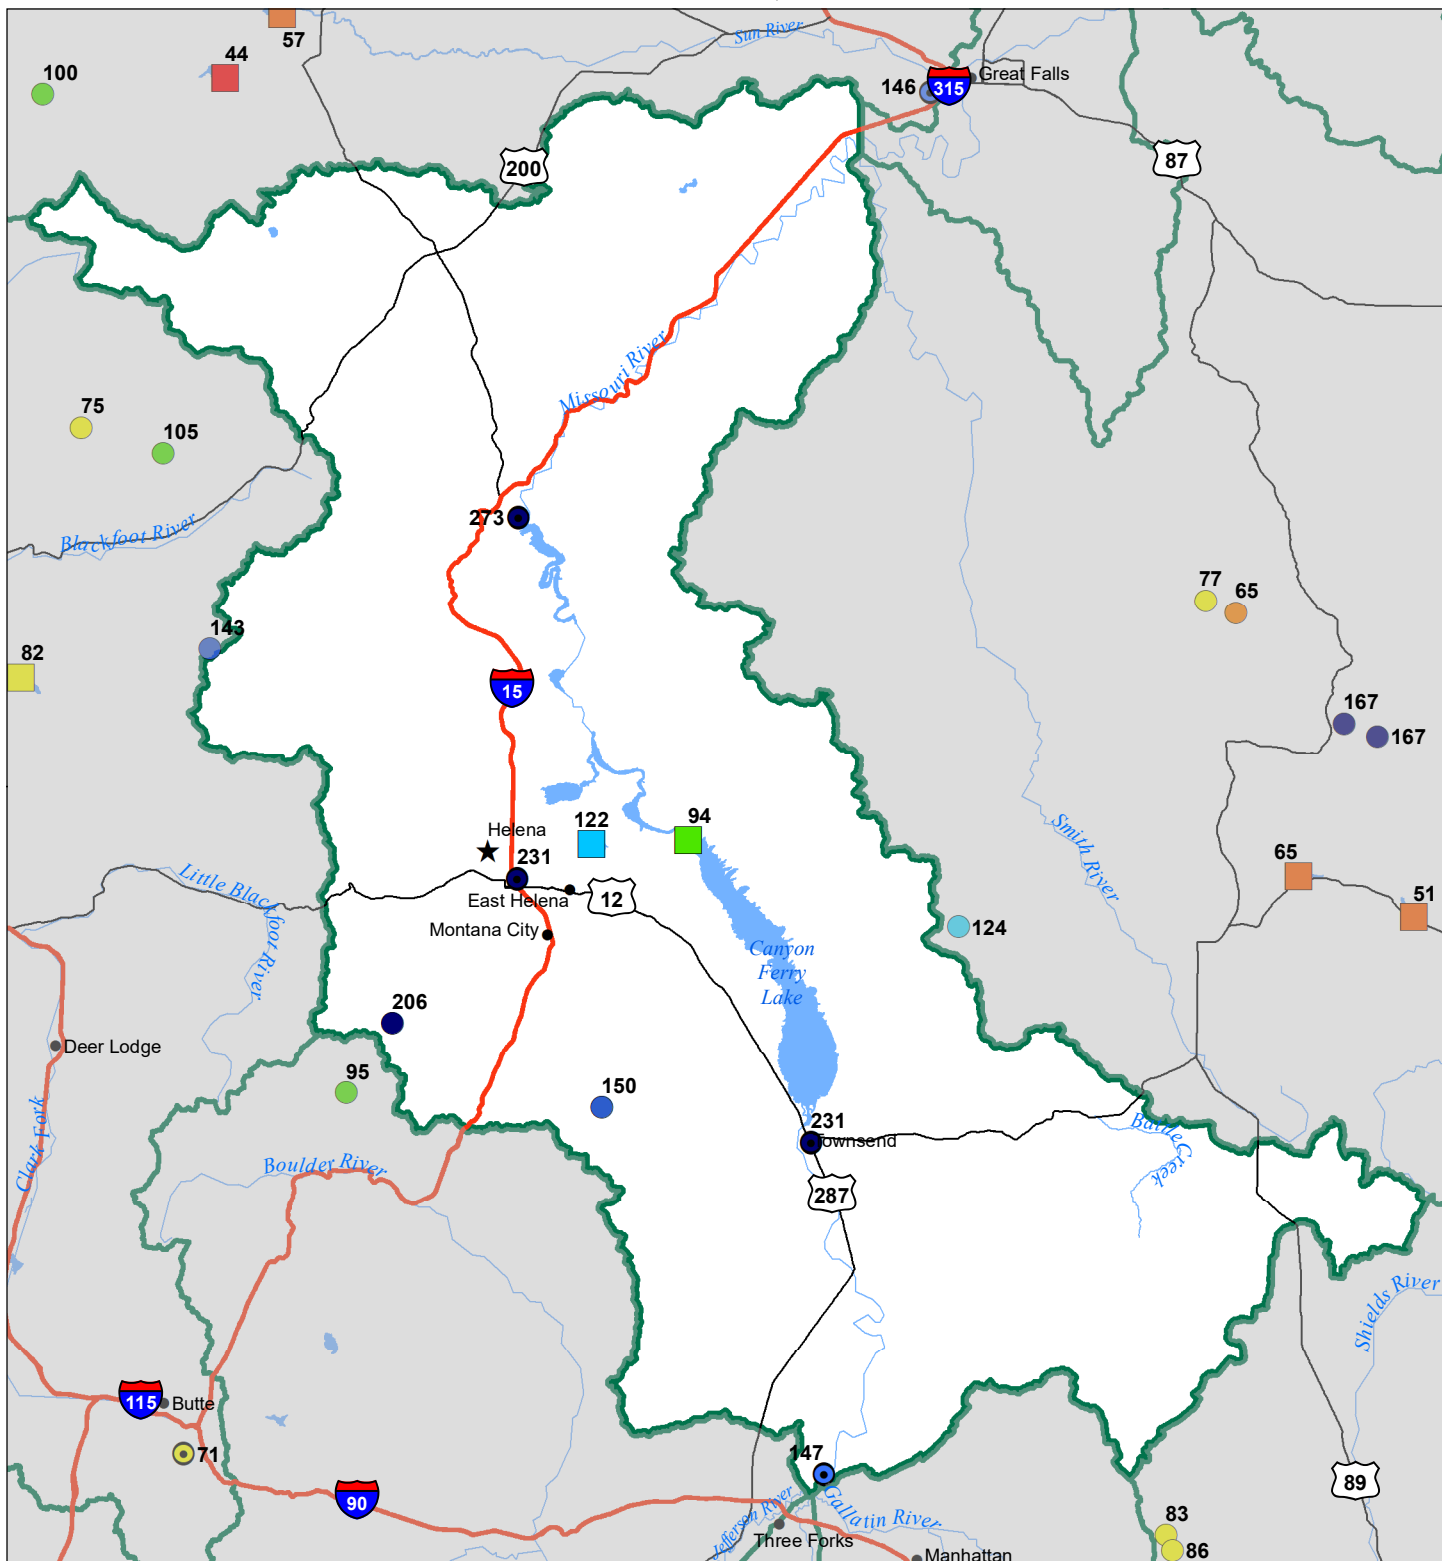 57
Sun River
44
100
146
315
Great Falls
200
87
Missouri River
75
105
273
Blackfoot River
77
65
143
82
15
167
167
122
94
Helena
231
Smith River
65
Little Blackfoot River
East Helena
12
51
Montana City
124
Canyon
Ferry
Lake
206
Deer Lodge
95
150
231
Townsend
Battle Creek
Clark Fork
Boulder River
287
Shields River
115
Butte
71
147
90
89
Jefferson River
Gallatin River
83
Three Forks
86
Manhattan